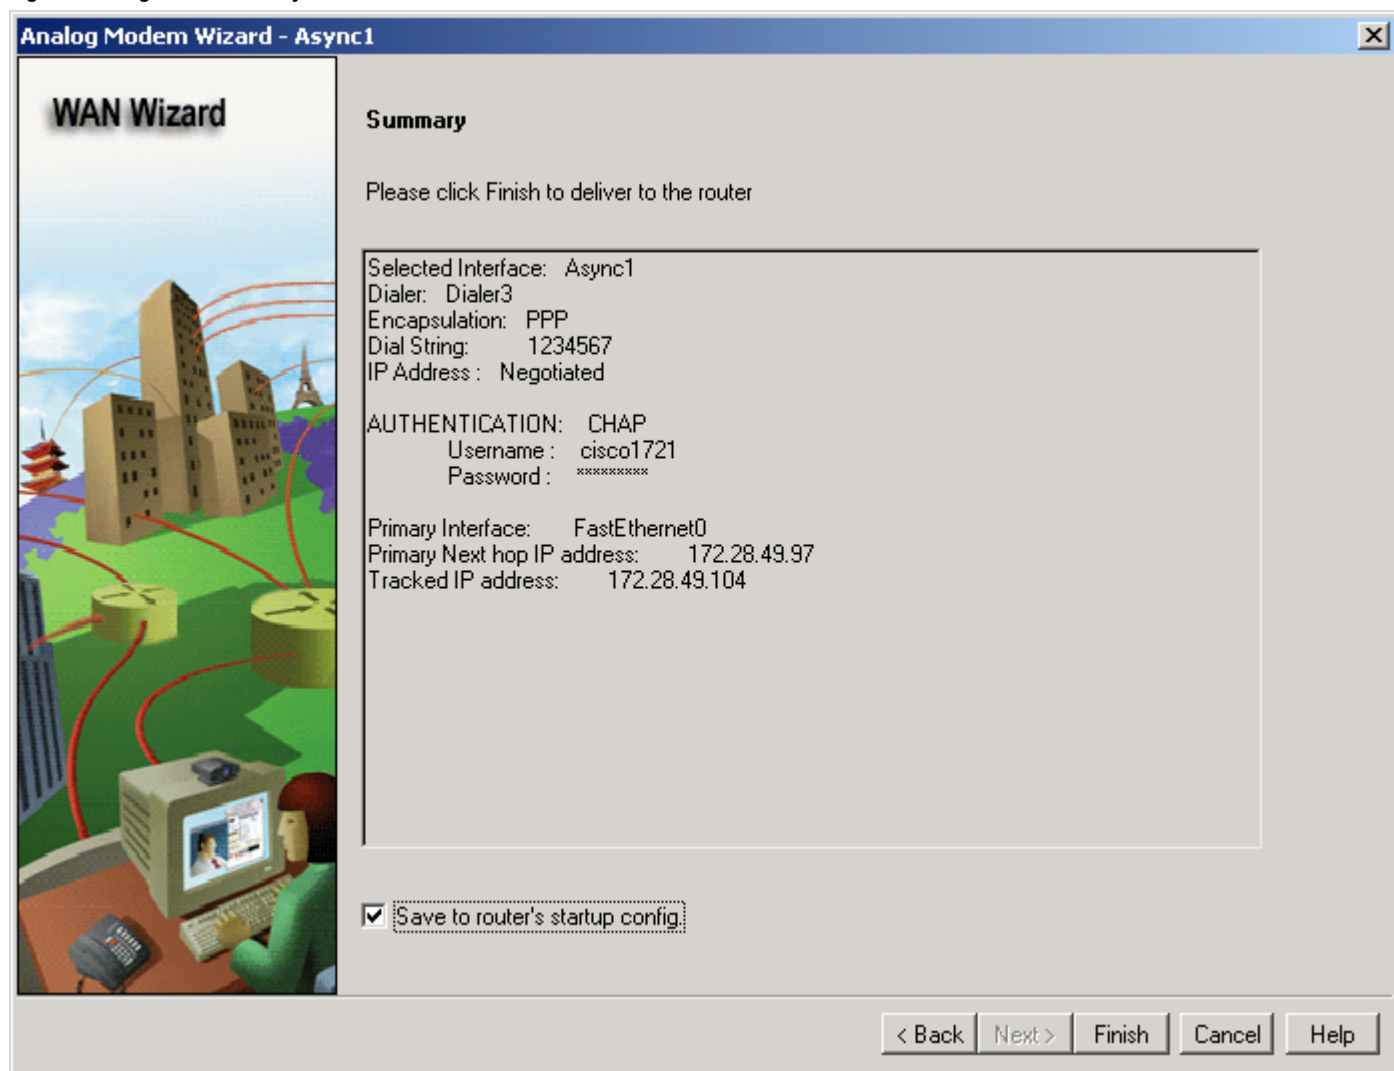 Analog Modem Wizard - Async1
WAN Wizard
Summary
Please click Finish to deliver to the router
Selected Interface: Async1
Dialer: Dialer3
Encapsulation: PPP
Dial String: 1234567
IP Address : Negotiated
AUTHENTICATION: CHAP
Username : cisco1721
Password : *********
Primary Interface: FastEthernet0
Primary Next hop IP address: 172.28.49.97
Tracked IP address: 172.28.49.104
Save to router's startup config.
< Back Next > Finish Cancel Help